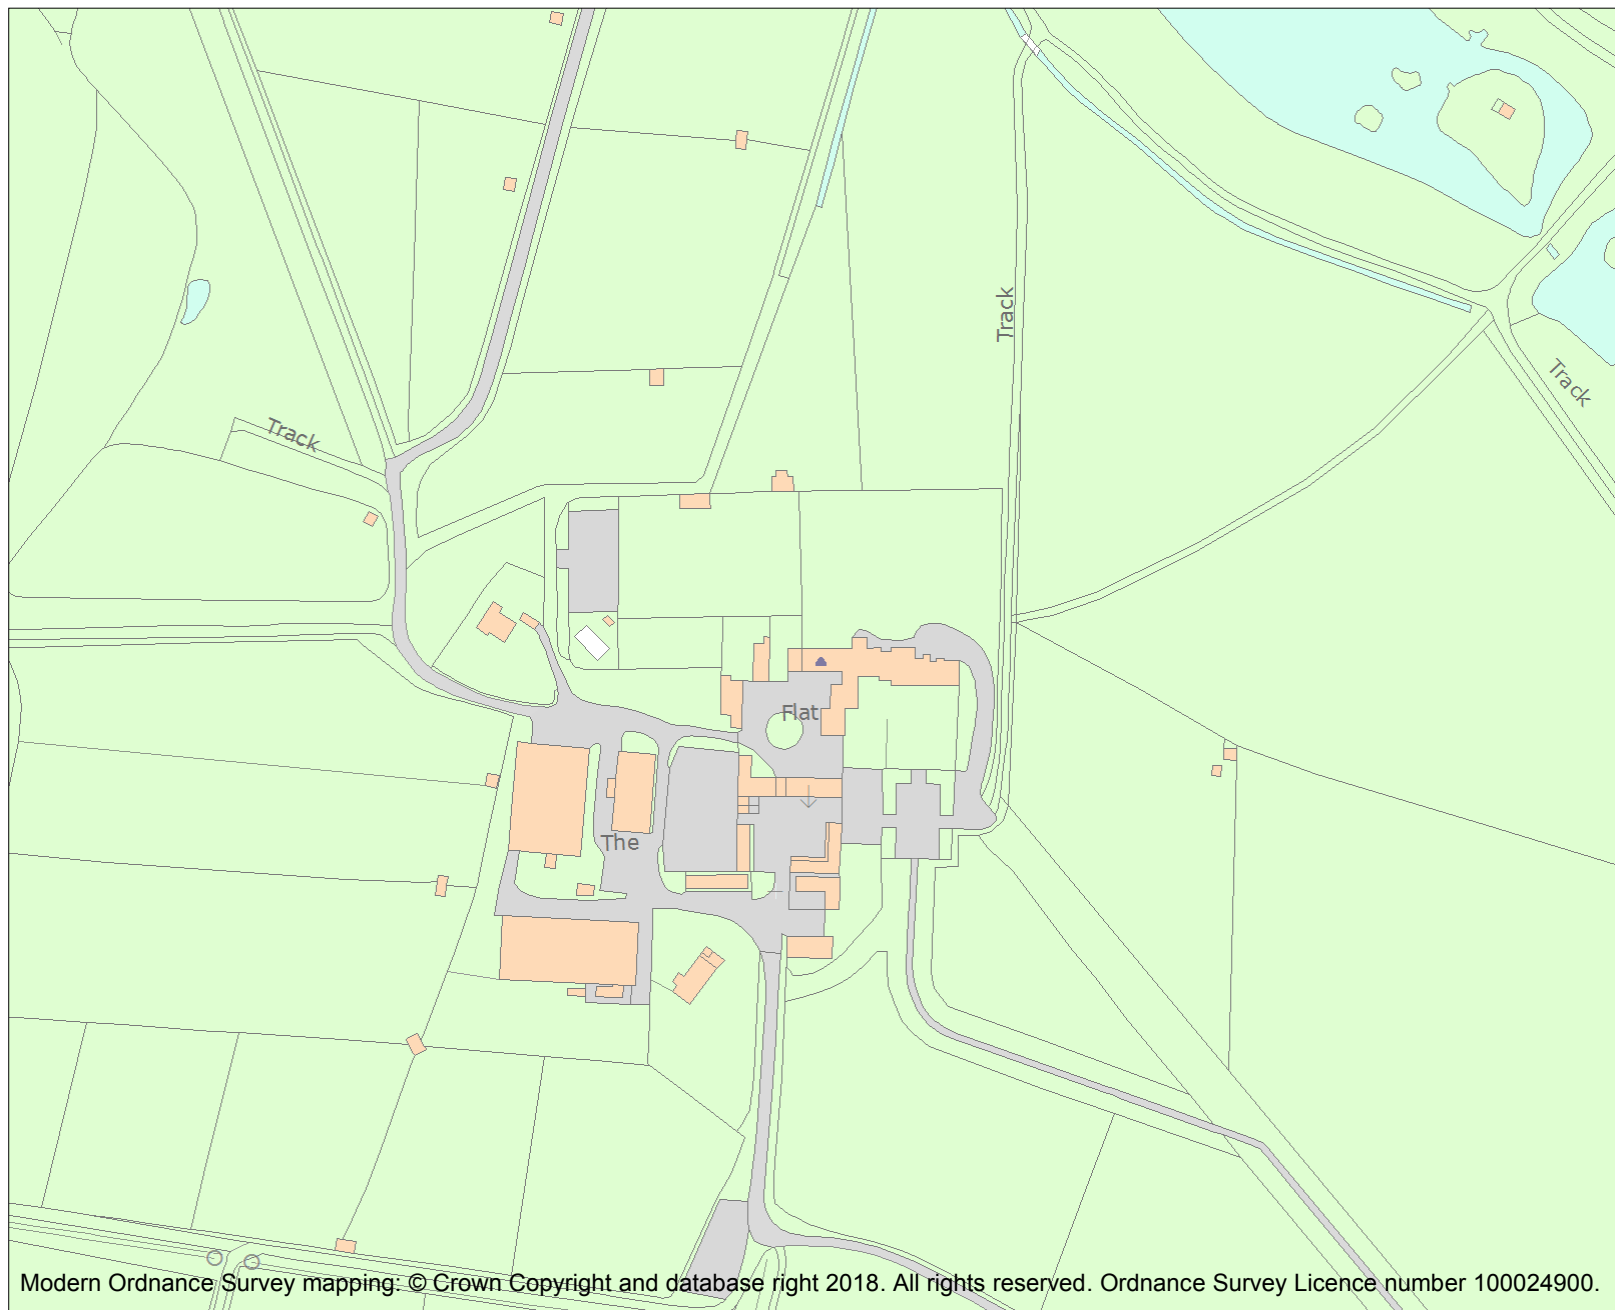 Track
Track
Track
Flat
The
Modern Ordnance Survey mapping: © Crown Copyright and database right 2018. All rights reserved. Ordnance Survey Licence number 100024900.